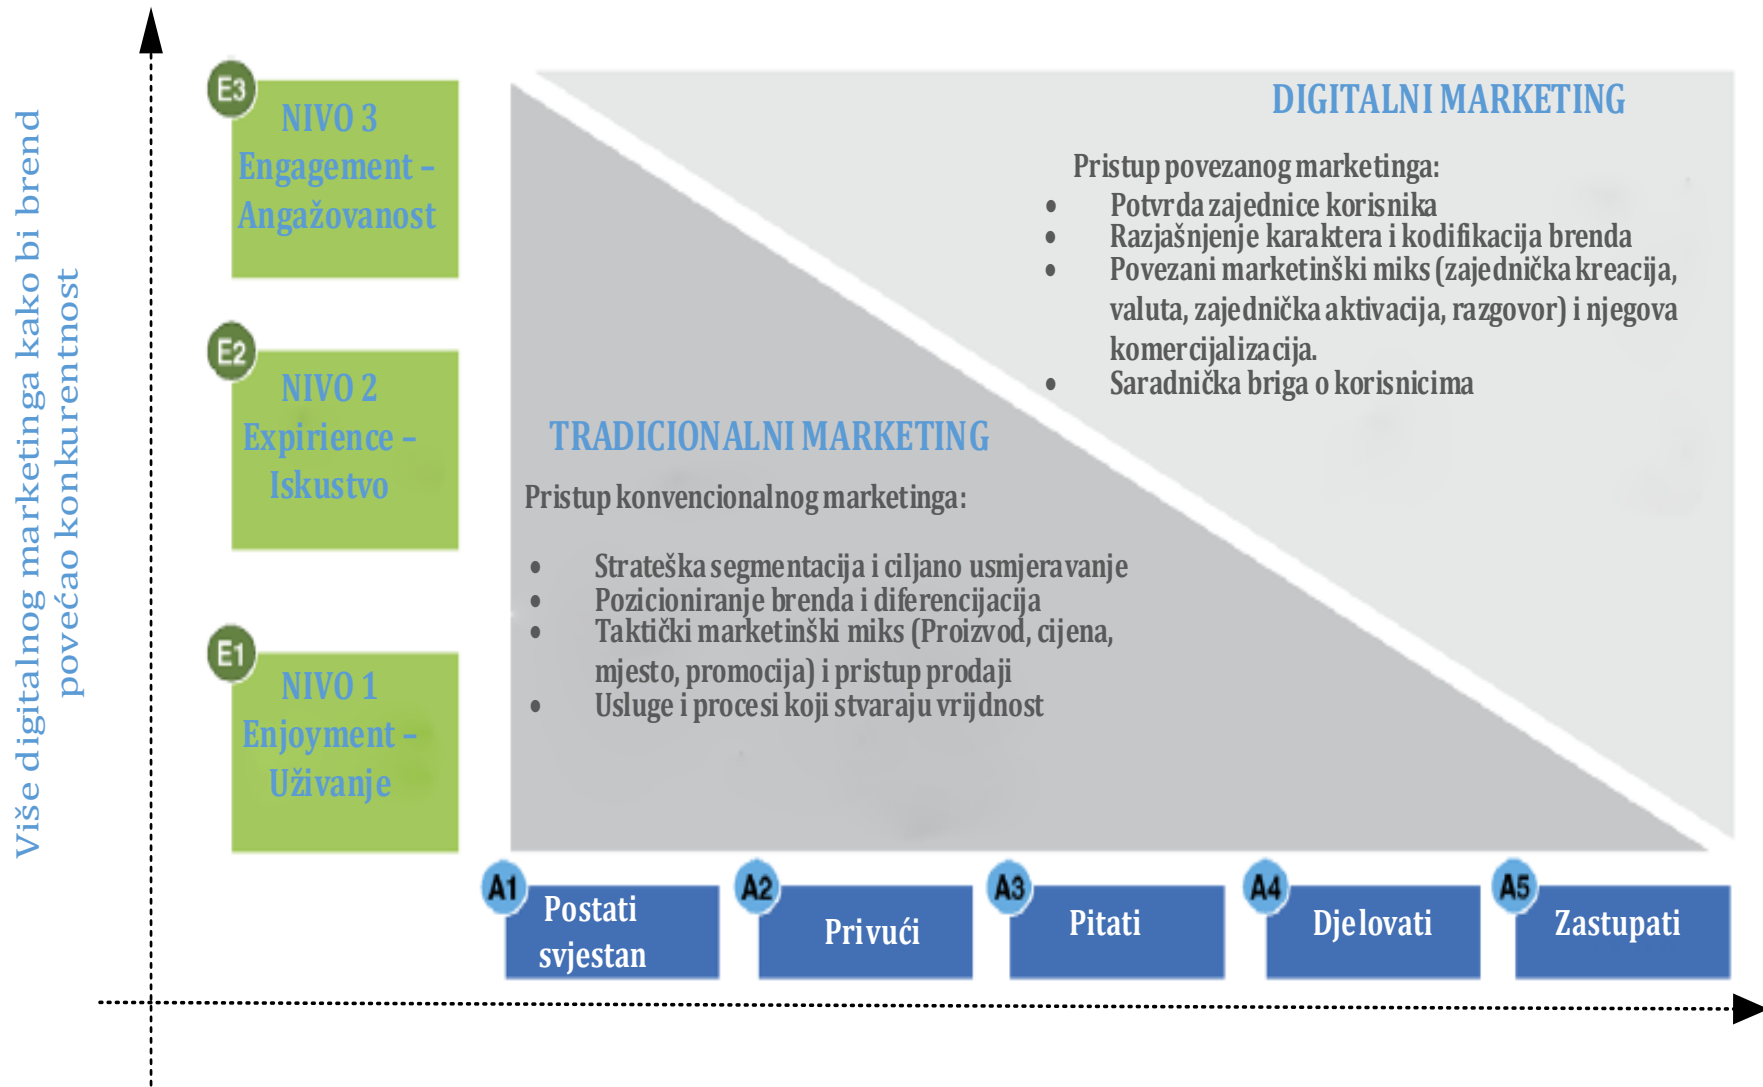 Više digitalnog marketinga kako bi brend
povećao konkurentnost
E3
NIVO 3
Engagement –
Angažovanost
E2
NIVO 2
Expirience –
Iskustvo
E1
NIVO 1
Enjoyment –
Uživanje
DIGITALNI MARKETING
Pristup povezanog marketinga:
• Potvrda zajednice korisnika
• Razjašnjenje karaktera i kodifikacija brenda
• Povezani marketinški miks (zajednička kreacija,
valuta, zajednička aktivacija, razgovor) i njegova
komercijalizacija.
• Saradnička briga o korisnicima
TRADICIONALNI MARKETING
Pristup konvencionalnog marketinga:
• Strateška segmentacija i ciljano usmjeravanje
• Pozicioniranje brenda i diferencijacija
• Taktički marketinški miks (Proizvod, cijena,
mjesto, promocija) i pristup prodaji
• Usluge i procesi koji stvaraju vrijdnost
A1
Postati
svjestan
A2
Privući
A3
Pitati
A4
Djelovati
A5
Zastupati